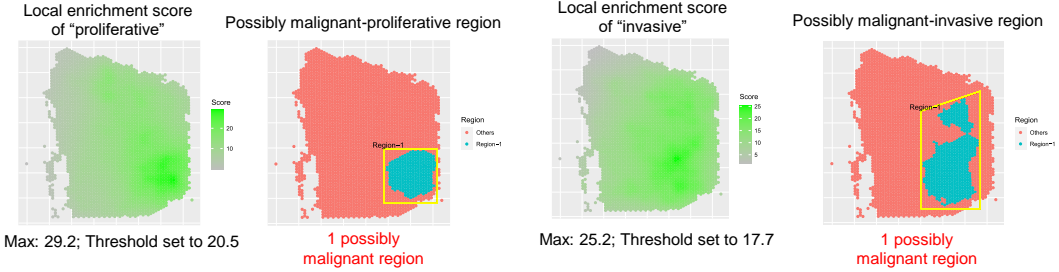 Local enrichment score
of “proliferative”
Score
30
10
Max: 29.2; Threshold set to 20.5
Possibly malignant-proliferative region
Region−1
Region
Others
Region−1
1 possibly
malignant region
Local enrichment score
of “invasive”
Score
25
20
15
10
5
Max: 25.2; Threshold set to 17.7
Possibly malignant-invasive region
Region−1
Region
Others
Region−1
1 possibly
malignant region